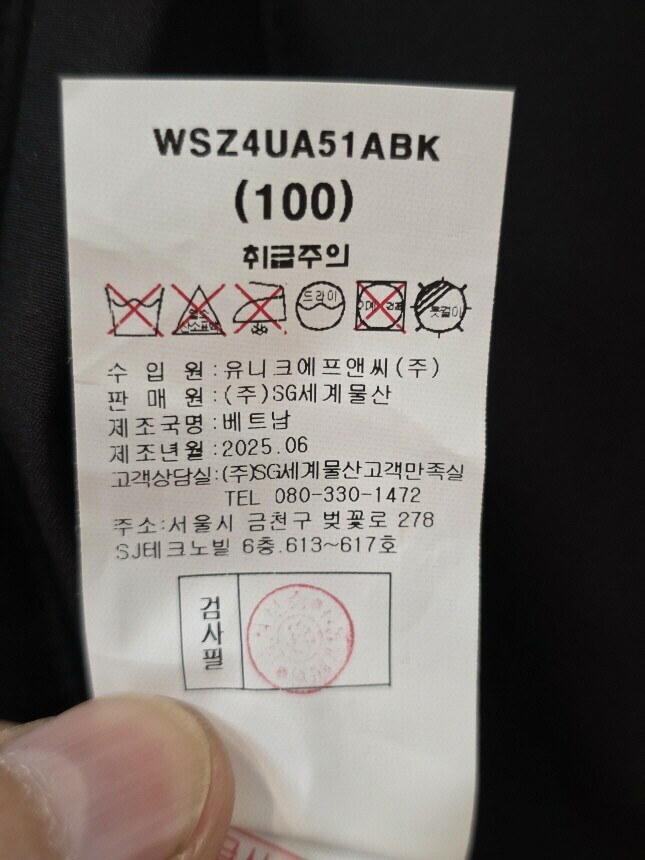 WSZ4UA51ABK
(100)
취급주의
드라이 옷걸이
수 입 원:유니크에프앤씨(주)
판 매 원:(주)SG세계물산
제조국명:베트남
제조년월:2025.06
고객상담실:(주)SG세계물산고객만족실
TEL 080-330-1472
주소:서울시 금천구 벚꽃로 278
SJ테크노빌 6층.613~617호
검사필